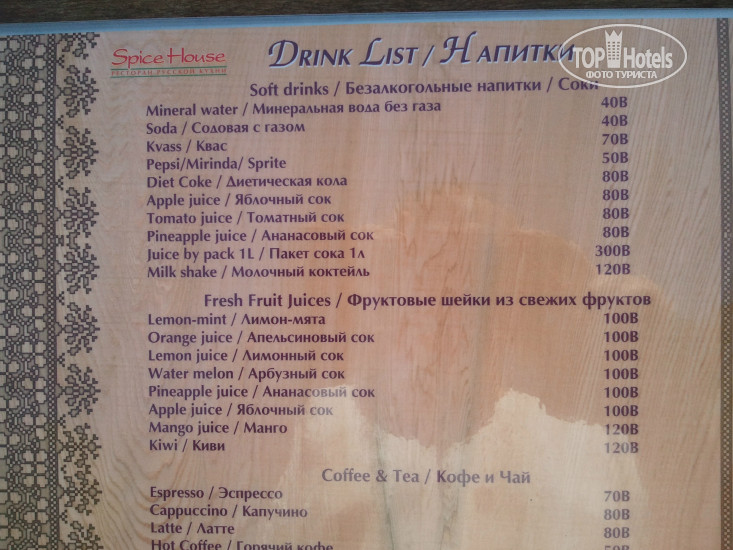 Spice House
РЕСТОРАН РУССКОЙ КУХНИ
DRINK LIST / НАПИТКИ
TOP Hotels
ФОТО ТУРИСТА
Soft drinks / Безалкогольные напитки / Соки
Mineral water / Минеральная вода без газа 40B
Soda / Содовая с газом 40B
Kvass / Квас 70B
Pepsi/Mirinda/ Sprite 50B
Diet Coke / Диетическая кола 80B
Apple juice / Яблочный сок 80B
Tomato juice / Томатный сок 80B
Pineapple juice / Ананасовый сок 80B
Juice by pack 1L / Пакет сока 1л 300B
Milk shake / Молочный коктейль 120B
Fresh Fruit Juices / Фруктовые шейки из свежих фруктов
Lemon-mint / Лимон-мята 100B
Orange juice / Апельсиновый сок 100B
Lemon juice / Лимонный сок 100B
Water melon / Арбузный сок 100B
Pineapple juice / Ананасовый сок 100B
Apple juice / Яблочный сок 100B
Mango juice / Манго 120B
Kiwi / Киви 120B
Coffee & Tea / Кофе и Чай
Espresso / Эспрессо 70B
Cappuccino / Капучино 80B
Latte / Латте 80B
Hot Coffee / Горячий кофе 50B